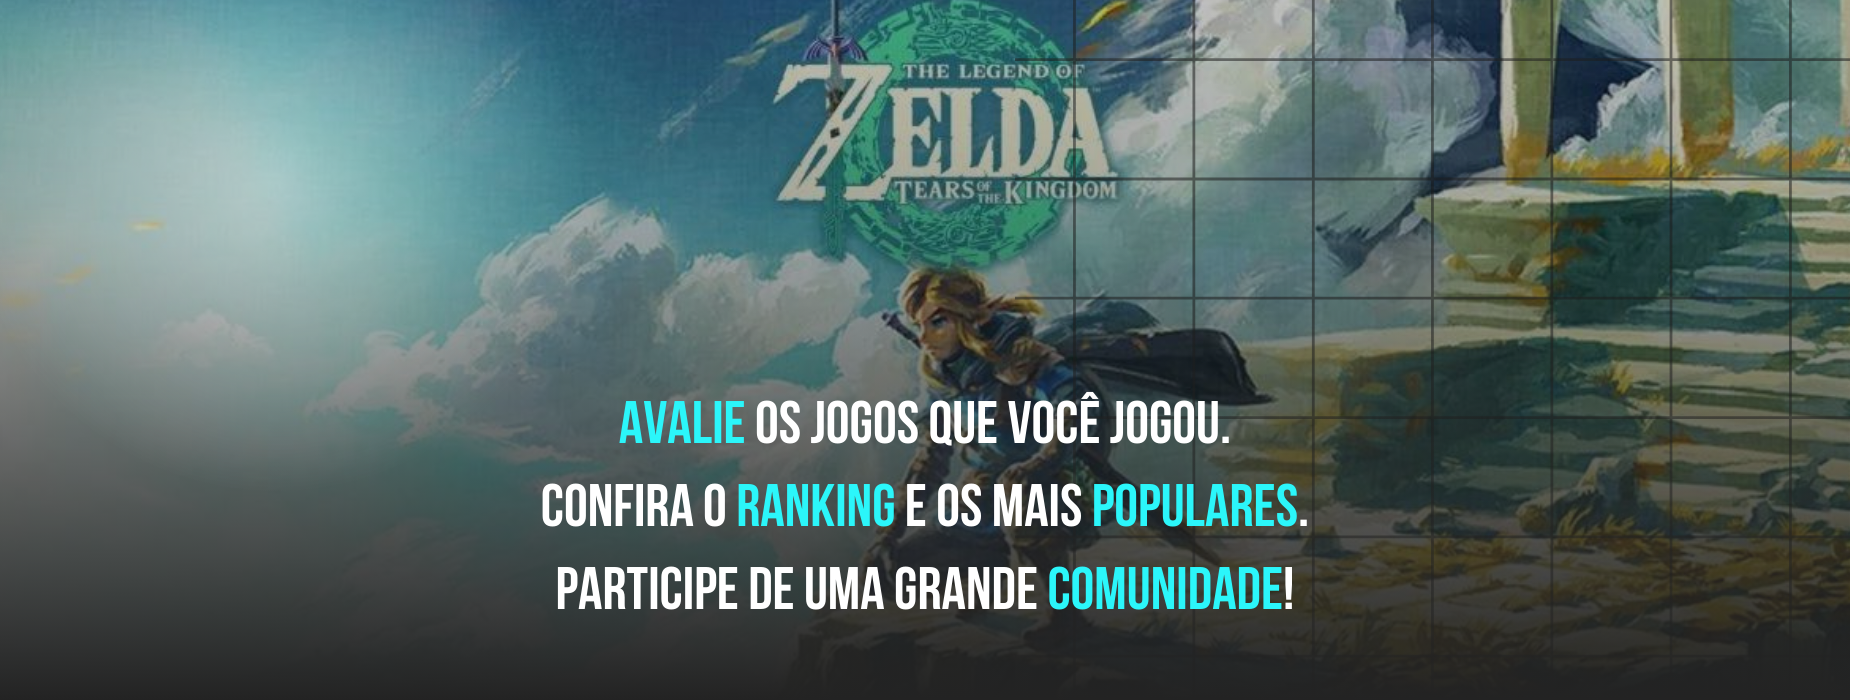 THE LEGEND OF
ZELDA
TEARS OF THE KINGDOM
AVALIE OS JOGOS QUE VOCÊ JOGOU.
CONFIRA O RANKING E OS MAIS POPULARES.
PARTICIPE DE UMA GRANDE COMUNIDADE!